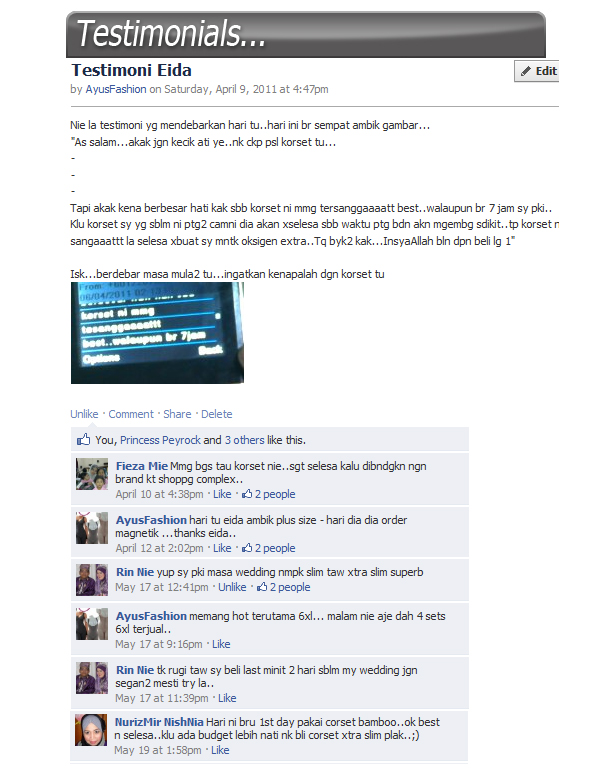 Testimonials...
Testimoni Eida
Edit
by AyusFashion on Saturday, April 9, 2011 at 4:47pm
Nie la testimoni yg mendebarkan hari tu..hari ini br sempat ambik gambar...
"As salam...akak jgn kecik ati ye..nk ckp psl korset tu...
-
-
-
Tapi akak kena berbesar hati kak sbb korset ni mmg tersanggaaaatt best..walaupun br 7 jam sy pki..
Klu korset sy yg sblm ni ptg2 camni dia akan xselesa sbb waktu ptg bdn akn mgembg sdikit..tp korset n
sangaaattt la selesa xbuat sy mntk oksigen extra..Tq byk2 kak...InsyaAllah bln dpn beli lg 1"
Isk...berdebar masa mula2 tu...ingatkan kenapalah dgn korset tu
From
06/04/2011
korset ni mmg
tesanggaaaattt
best..walaupun br 7jam
Options Back
Unlike · Comment · Share · Delete
You, Princess Peyrock and 3 others like this.
Fieza Mie Mmg bgs tau korset nie..sgt selesa kalu dibndgkn ngn
brand kt shoppg complex..
April 10 at 4:38pm · Like · 2 people
AyusFashion hari tu eida ambik plus size - hari dia dia order
magnetik ...thanks eida..
April 12 at 2:02pm · Like · 2 people
Rin Nie yup sy pki masa wedding nmpk slim taw xtra slim superb
May 17 at 12:41pm · Unlike · 2 people
AyusFashion memang hot terutama 6xl... malam nie aje dah 4 sets
6xl terjual..
May 17 at 9:16pm · Like
Rin Nie tk rugi taw sy beli last minit 2 hari sblm my wedding jgn
segan2 mesti try la..
May 17 at 11:39pm · Like
NurizMir NishNia Hari ni bru 1st day pakai corset bamboo..ok best
n selesa..klu ada budget lebih nati nk bli corset xtra slim plak..;)
May 19 at 1:58pm · Like